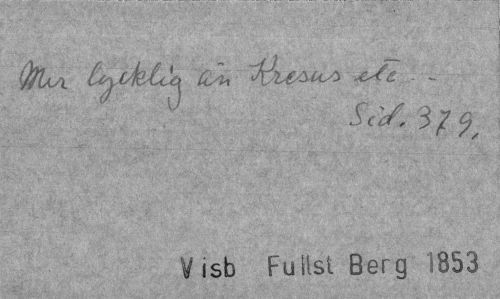 Mer lycklig än Kresus etc--
Sid. 379.
Visb Fullst Berg 1853